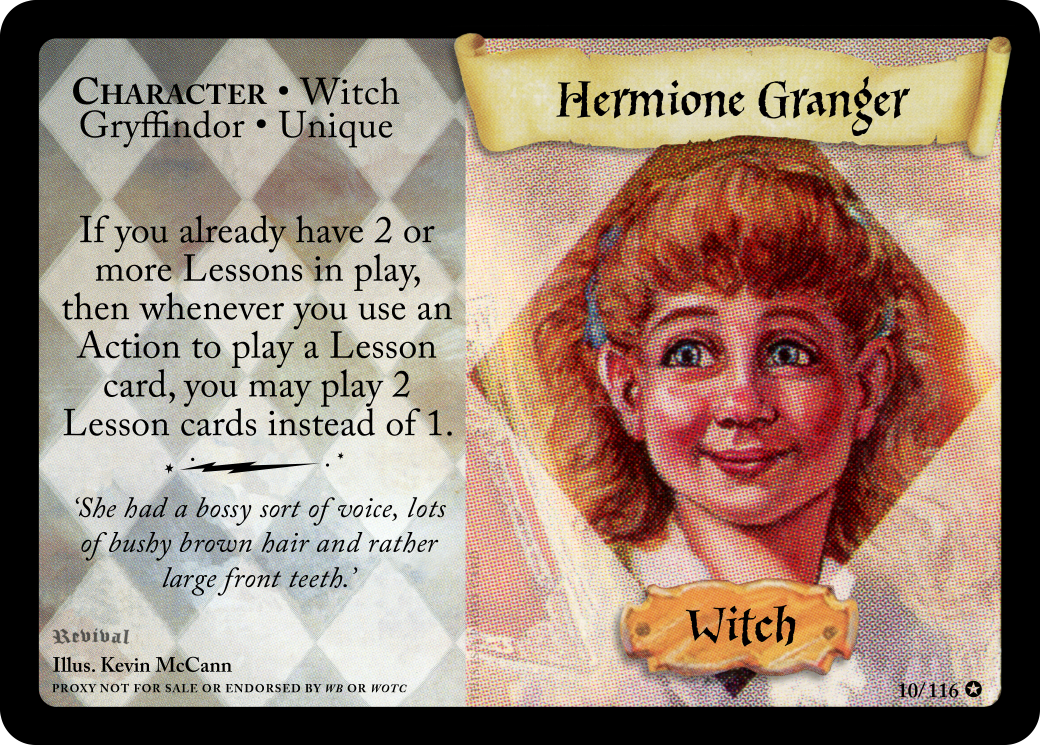 CHARACTER • Witch
Gryffindor • Unique
If you already have 2 or
more Lessons in play,
then whenever you use an
Action to play a Lesson
card, you may play 2
Lesson cards instead of 1.
‘She had a bossy sort of voice, lots
of bushy brown hair and rather
large front teeth.’
Revival
Illus. Kevin McCann
PROXY NOT FOR SALE OR ENDORSED BY WB OR WOTC
Hermione Granger
Witch
10/116